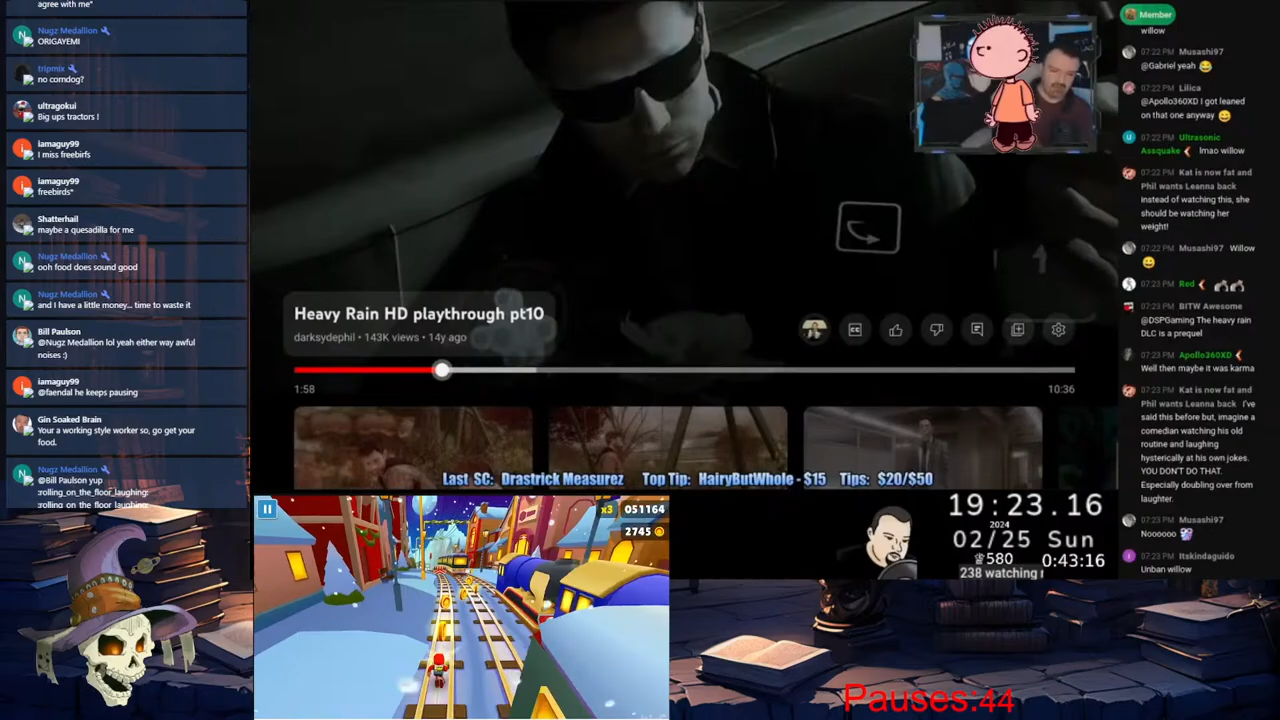 agree with me"
Nugz Medallion
ORIGAYEMI
tripmix
no corndog?
ultragokui
Big ups tractors !
iamaguy99
I miss freebirfs
iamaguy99
freebirds*
Shatterhail
maybe a quesadilla for me
Nugz Medallion
ooh food does sound good
Nugz Medallion
and I have a little money... time to waste it
Bill Paulson
@Nugz Medallion lol yeah either way awful
noises :)
iamaguy99
@faendal he keeps pausing
Gin Soaked Brain
Your a working style worker so, go get your
food.
Nugz Medallion
@Bill Paulson yup
:rolling_on_the_floor_laughing:
:rolling_on_the_floor_laughing:
Heavy Rain HD playthrough pt10
darksydephil • 143K views • 14y ago
CC
1:58
10:36
Last SC: Drastrick Measurez Top Tip: HairyButtWhole - $15 Tips: $20/$50
x3 051164
2745
19:23.16
2024
02/25 Sun
580
0:43:16
238 watching
Pauses:44
Member
willow
07:22 PM Musashi97
@Gabriel yeah
07:22 PM Lilica
@Apollo360XD I got leaned
on that one anyway
07:22 PM Ultrasonic
Assquake lmao willow
07:22 PM Kat is now fat and
Phil wants Leanna back
instead of watching this, she
should be watching her
weight!
07:22 PM Musashi97 Willow
07:23 PM Red
07:23 PM BITW Awesome
@DSPGaming The heavy rain
DLC is a prequel
07:23 PM Apollo360XD
Well then maybe it was karma
07:23 PM Kat is now fat and
Phil wants Leanna back I've
said this before but, imagine a
comedian watching his old
routine and laughing
hysterically at his own jokes.
YOU DON'T DO THAT.
Especially doubling over from
laughter.
07:23 PM Musashi97
Noooooo
07:23 PM Itskindaguido
Unban willow